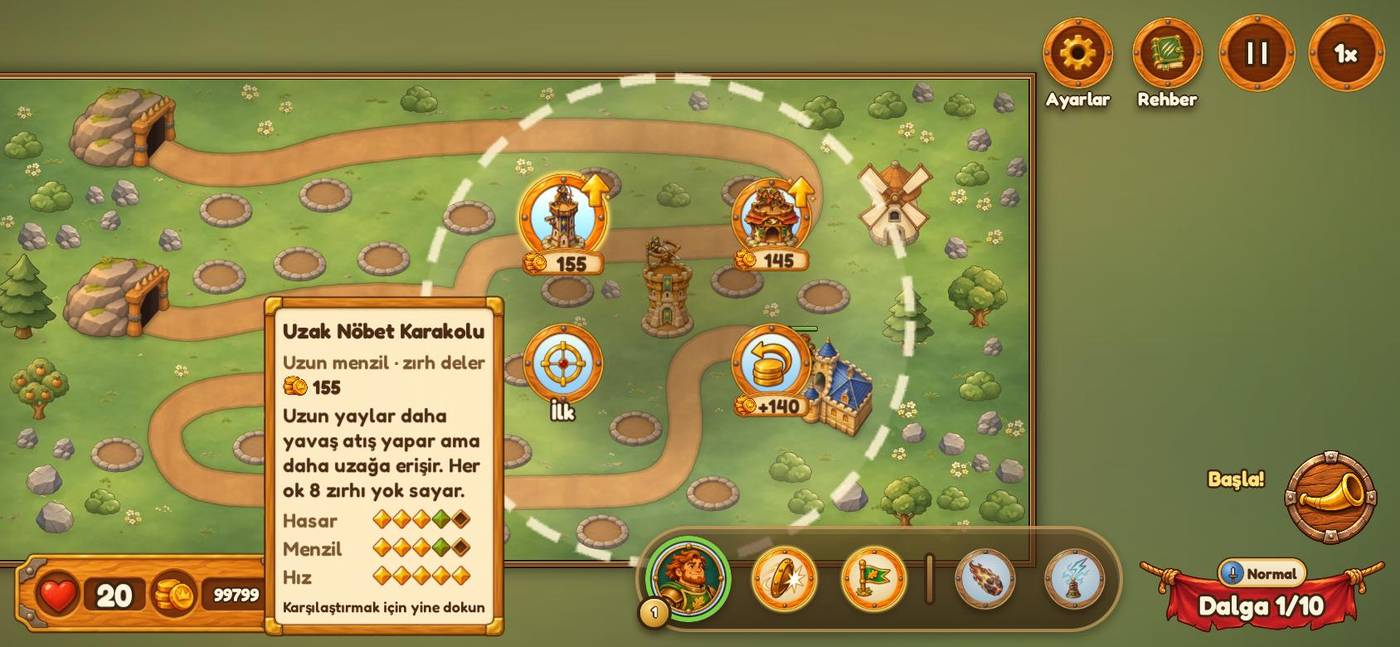 Ayarlar
Rehber
1x
155
145
Uzak Nöbet Karakolu
Uzun menzil · zırh deler
155
Uzun yaylar daha
yavaş atış yapar ama
daha uzağa erişir. Her
ok 8 zırhı yok sayar.
Hasar
Menzil
Hız
Karşılaştırmak için yine dokun
İlk
+140
Başla!
20
99799
1
Normal
Dalga 1/10